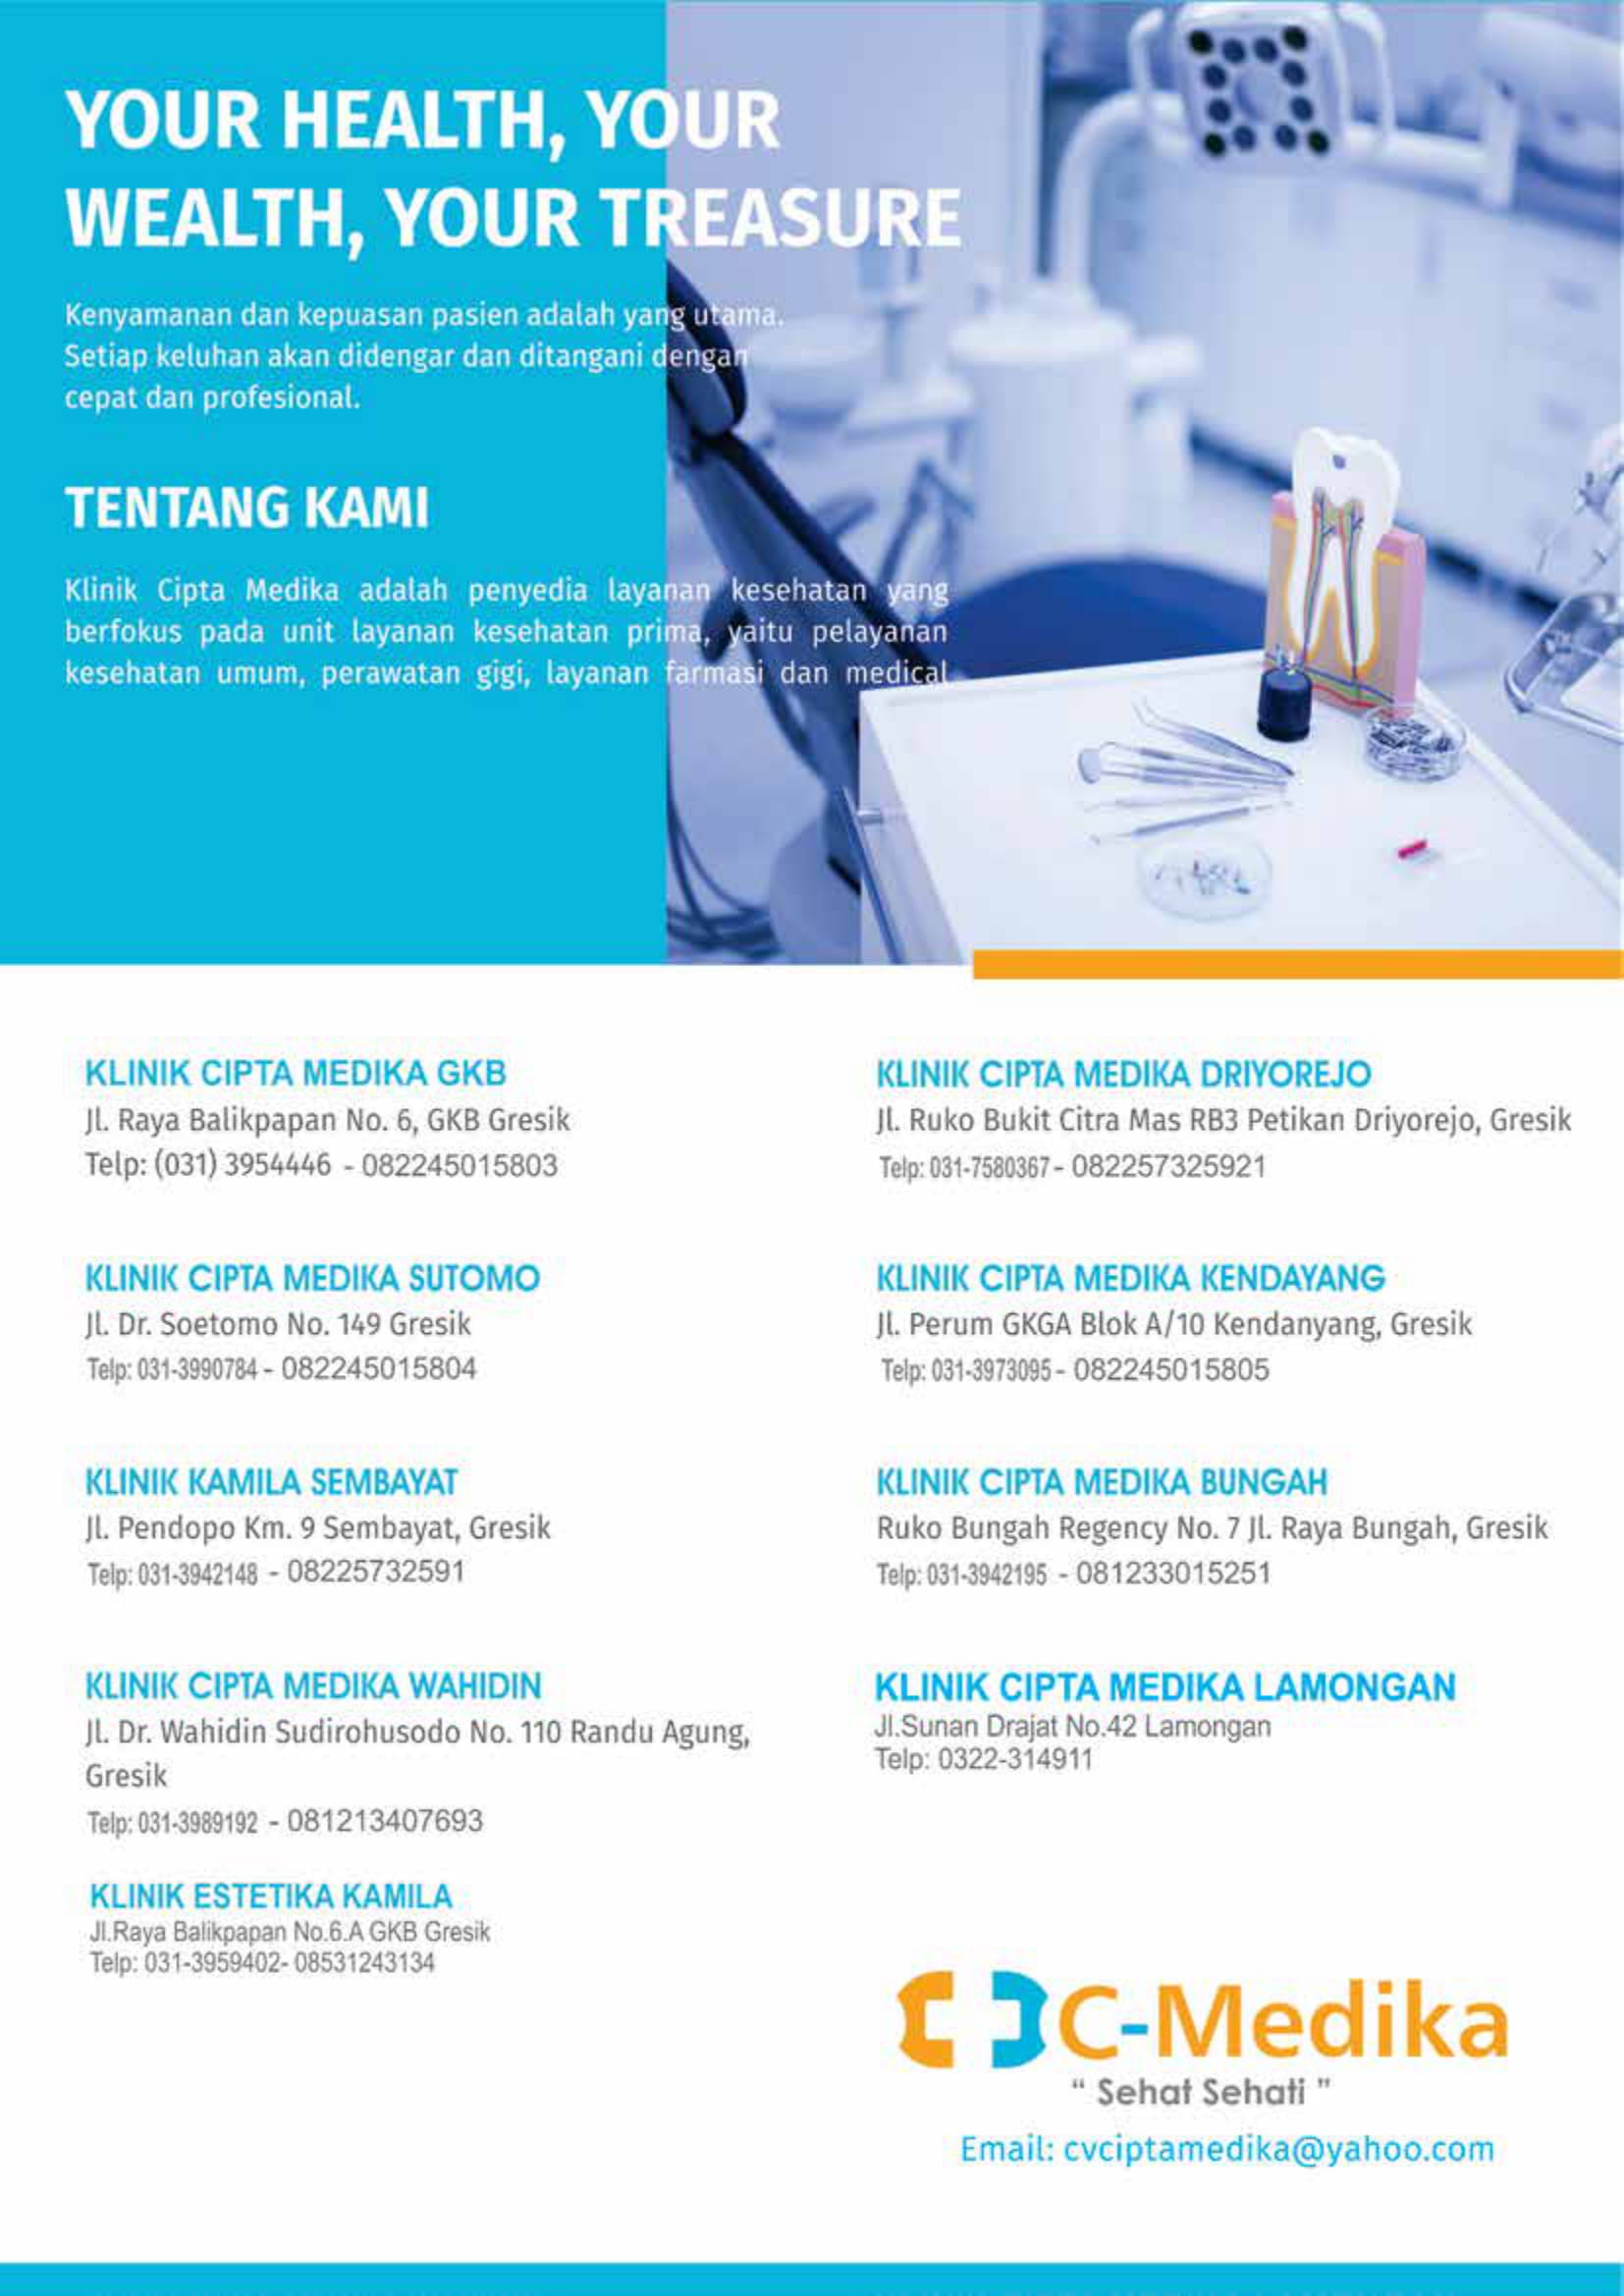 YOUR HEALTH, YOUR
WEALTH, YOUR TREASURE
Kenyamanan dan kepuasan pasien adalah yang utama.
Setiap keluhan akan didengar dan ditangani dengan
cepat dan profesional.
TENTANG KAMI
Klinik Cipta Medika adalah penyedia layanan kesehatan yang
berfokus pada unit layanan kesehatan prima, yaitu pelayanan
kesehatan umum, perawatan gigi, layanan farmasi dan medical
KLINIK CIPTA MEDIKA GKB
Jl. Raya Balikpapan No. 6, GKB Gresik
Telp: (031) 3954446 - 082245015803
KLINIK CIPTA MEDIKA DRIYOREJO
Jl. Ruko Bukit Citra Mas RB3 Petikan Driyorejo, Gresik
Telp: 031-7580367 - 082257325921
KLINIK CIPTA MEDIKA SUTOMO
Jl. Dr. Soetomo No. 149 Gresik
Telp: 031-3990784 - 082245015804
KLINIK CIPTA MEDIKA KENDAYANG
Jl. Perum GKGA Blok A/10 Kendanyang, Gresik
Telp: 031-3973095 - 082245015805
KLINIK KAMILA SEMBAYAT
Jl. Pendopo Km. 9 Sembayat, Gresik
Telp: 031-3942148 - 08225732591
KLINIK CIPTA MEDIKA BUNGAH
Ruko Bungah Regency No. 7 Jl. Raya Bungah, Gresik
Telp: 031-3942195 - 081233015251
KLINIK CIPTA MEDIKA WAHIDIN
Jl. Dr. Wahidin Sudirohusodo No. 110 Randu Agung,
Gresik
Telp: 031-3989192 - 081213407693
KLINIK CIPTA MEDIKA LAMONGAN
Jl.Sunan Drajat No.42 Lamongan
Telp: 0322-314911
KLINIK ESTETIKA KAMILA
Jl.Raya Balikpapan No.6.A GKB Gresik
Telp: 031-3959402- 08531243134
C-Medika
“ Sehat Sehati ”
Email: cvciptamedika@yahoo.com